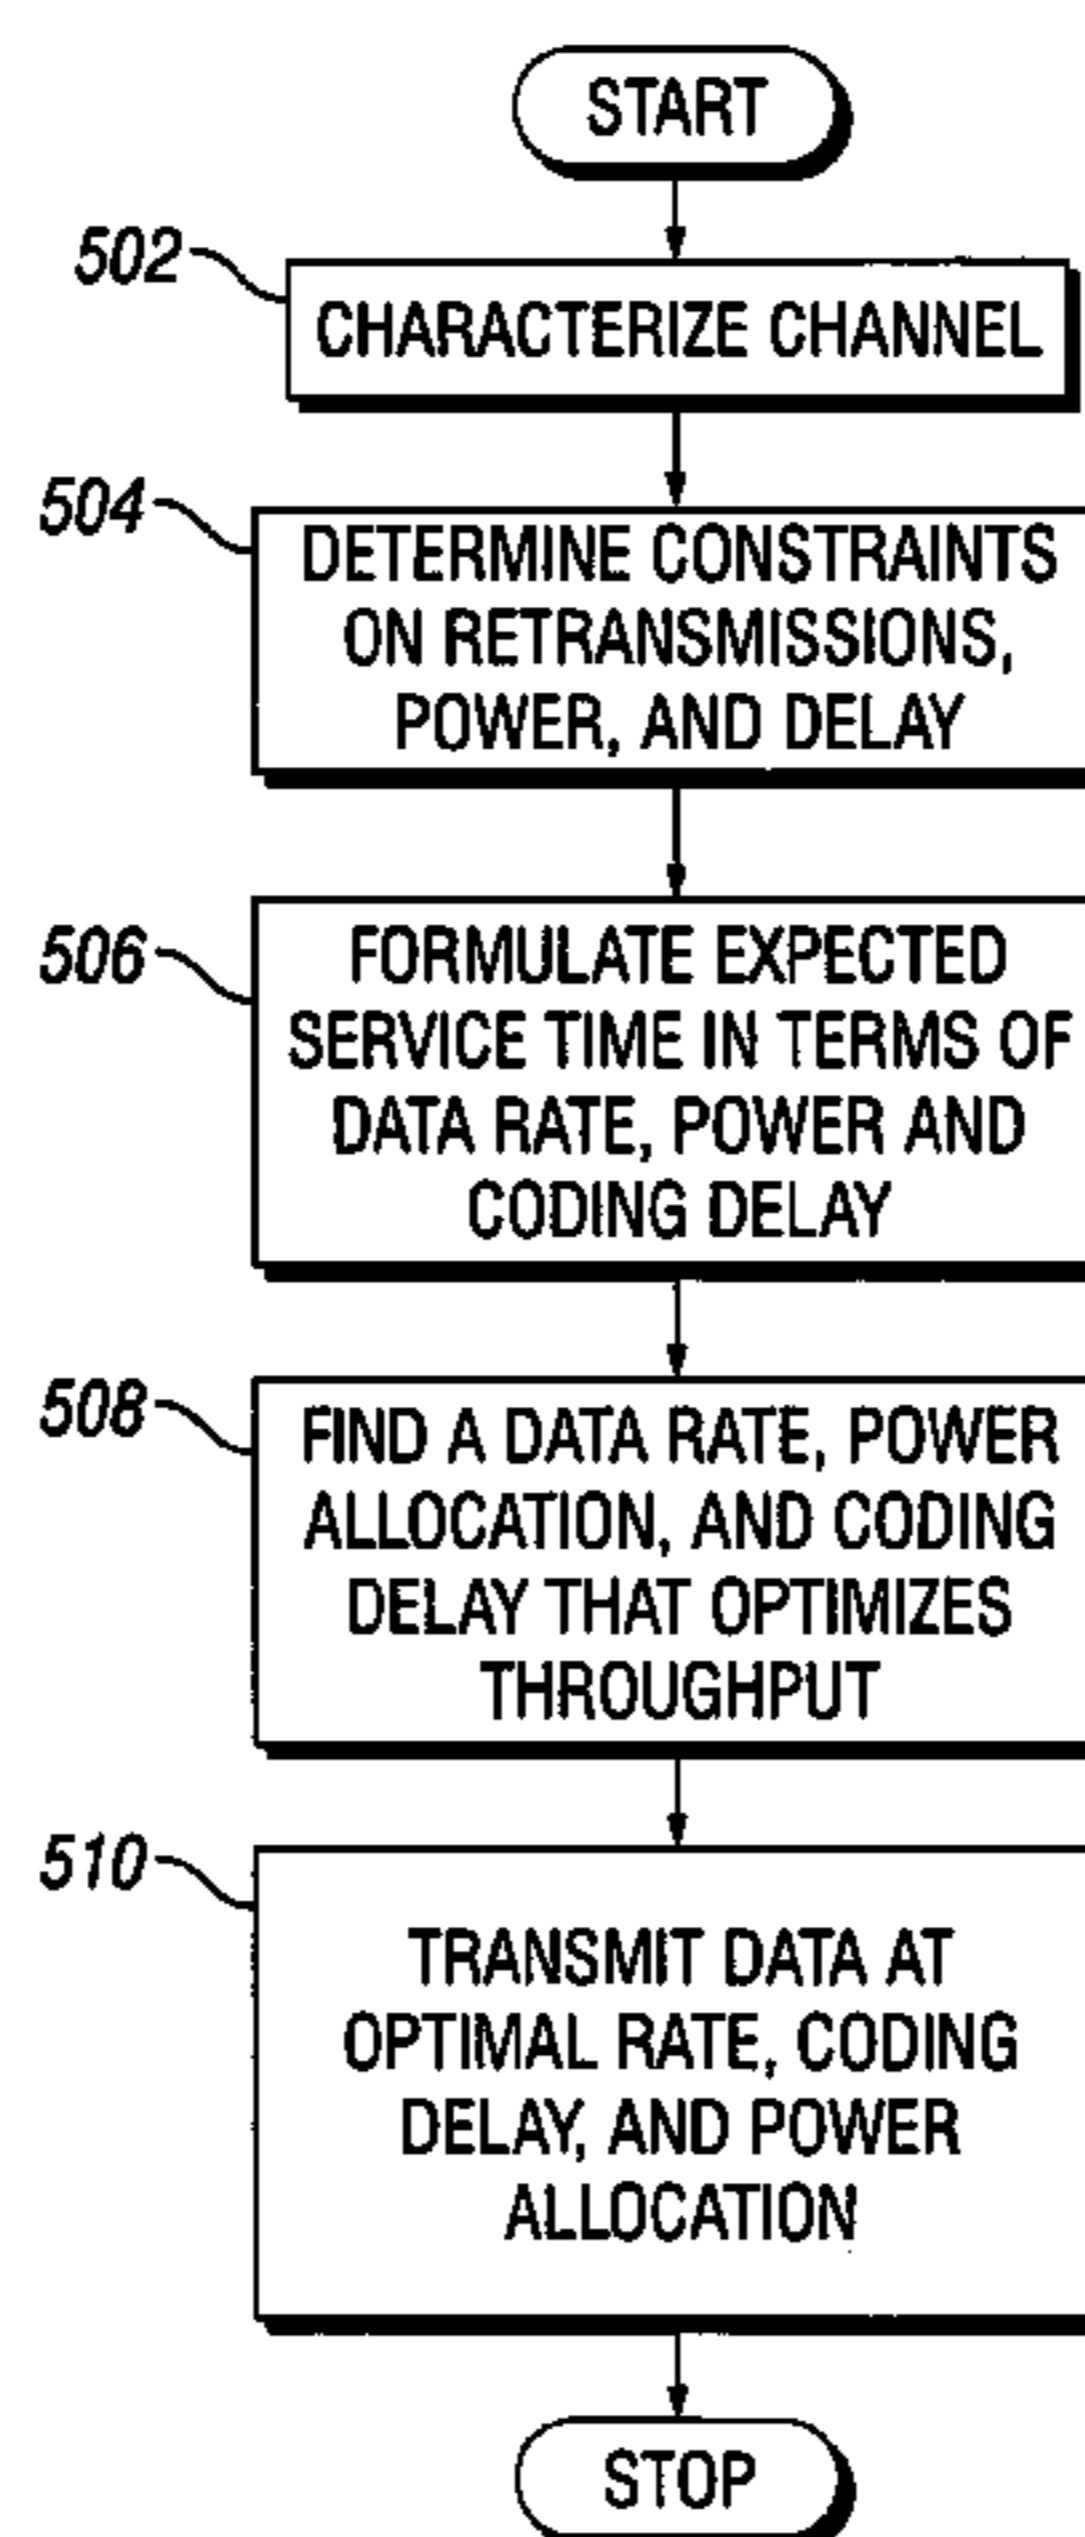 START
502
CHARACTERIZE CHANNEL
504
DETERMINE CONSTRAINTS
ON RETRANSMISSIONS,
POWER, AND DELAY
506
FORMULATE EXPECTED
SERVICE TIME IN TERMS OF
DATA RATE, POWER AND
CODING DELAY
508
FIND A DATA RATE, POWER
ALLOCATION, AND CODING
DELAY THAT OPTIMIZES
THROUGHPUT
510
TRANSMIT DATA AT
OPTIMAL RATE, CODING
DELAY, AND POWER
ALLOCATION
STOP